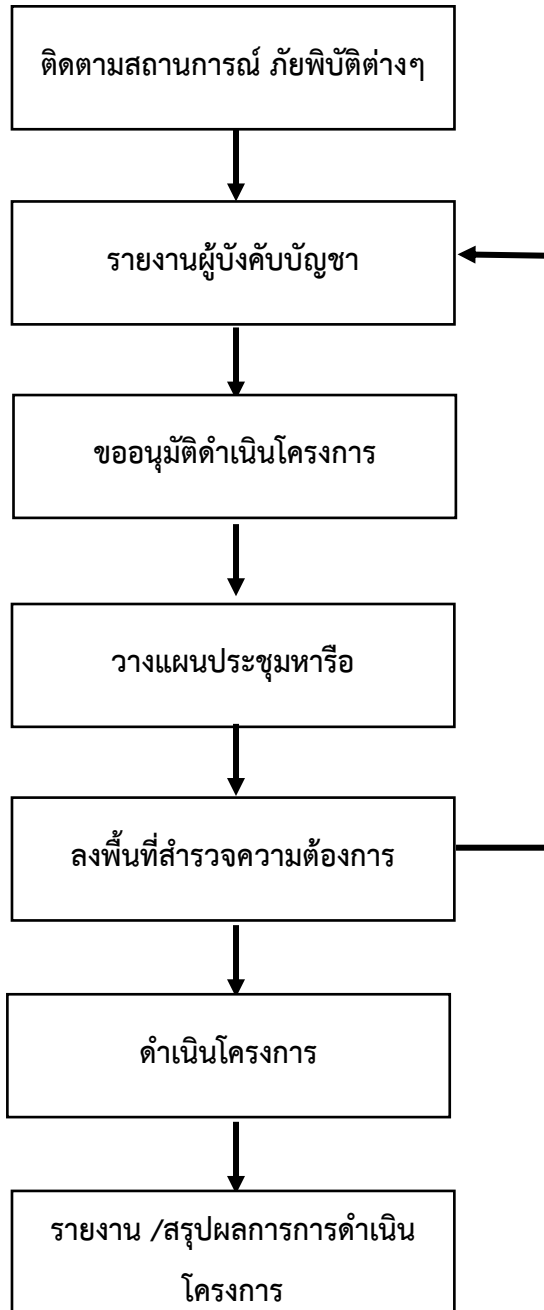 ติดตามสถานการณ์ ภัยพิบัติต่างๆ
รายงานผู้บังคับบัญชา
ขออนุมัติดำเนินโครงการ
วางแผนประชุมหารือ
ลงพื้นที่สำรวจความต้องการ
ดำเนินโครงการ
รายงาน /สรุปผลการการดำเนิน
โครงการ